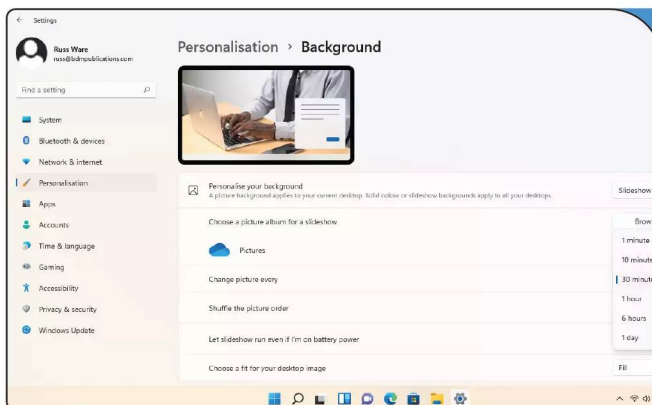 Settings
Russ Ware
russ@bdmpublications.com
Find a setting
System
Bluetooth & devices
Network & internet
Personalisation
Apps
Accounts
Time & language
Gaming
Accessibility
Privacy & security
Windows Update
Personalisation > Background
Personalise your background
A picture background applies to your current desktop. Solid colour or slideshow backgrounds apply to all your desktops.
Slideshow
Choose a picture album for a slideshow
Brow
Pictures
Change picture every
1 minute
10 minute
30 minut
1 hour
6 hours
1 day
Shuffle the picture order
Let slideshow run even if I'm on battery power
Choose a fit for your desktop image
Fill